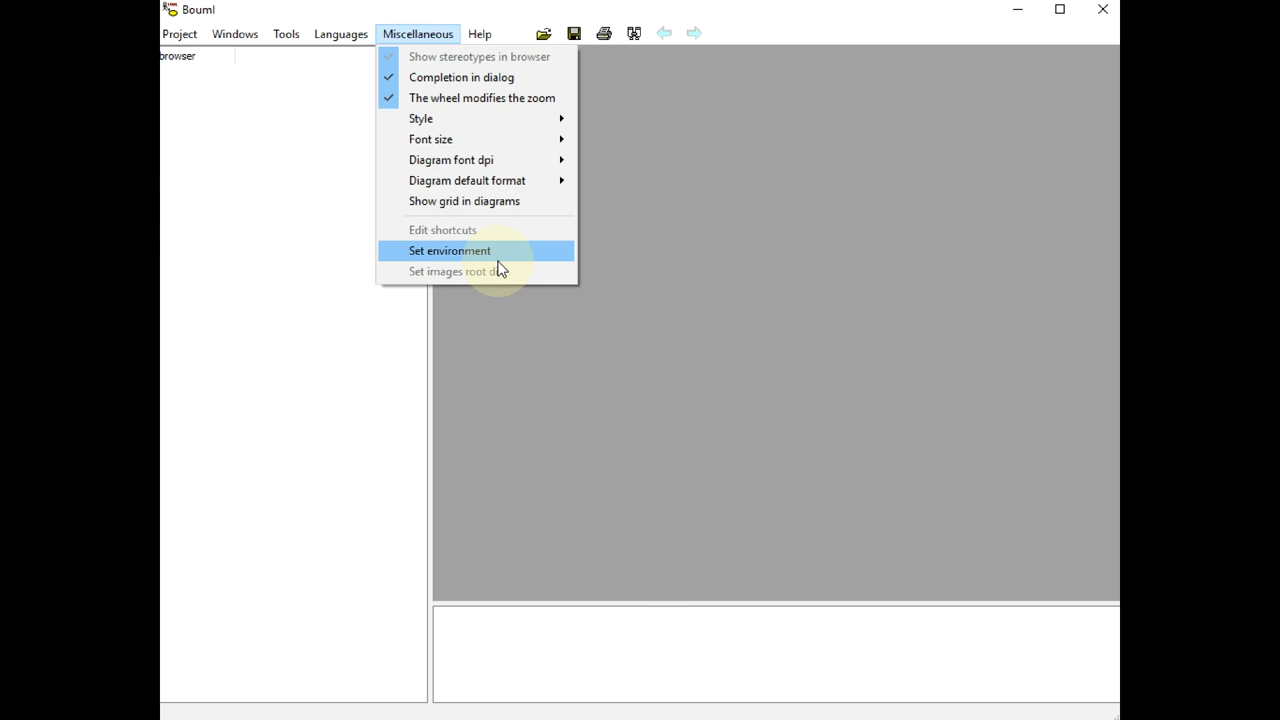 Bouml
Project Windows Tools Languages Miscellaneous Help
browser
Show stereotypes in browser
Completion in dialog
The wheel modifies the zoom
Style
Font size
Diagram font dpi
Diagram default format
Show grid in diagrams
Edit shortcuts
Set environment
Set images root